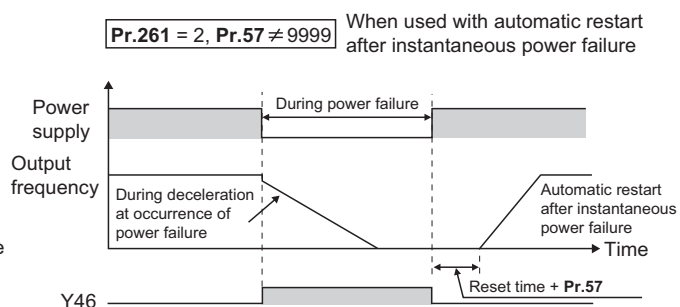 Pr.261 = 2, Pr.57 ≠ 9999
When used with automatic restart
after instantaneous power failure
Power
supply
During power failure
Output
frequency
During deceleration
at occurrence of
power failure
Automatic restart
after instantaneous
power failure
Time
e
Reset time + Pr.57
Y46